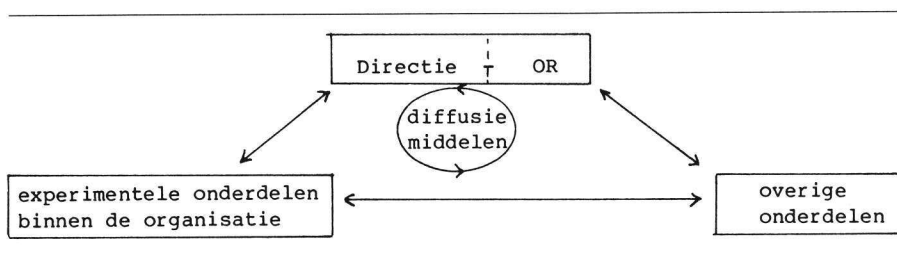 Directie - OR
diffusie
middelen
experimentele onderdelen
binnen de organisatie
overige
onderdelen